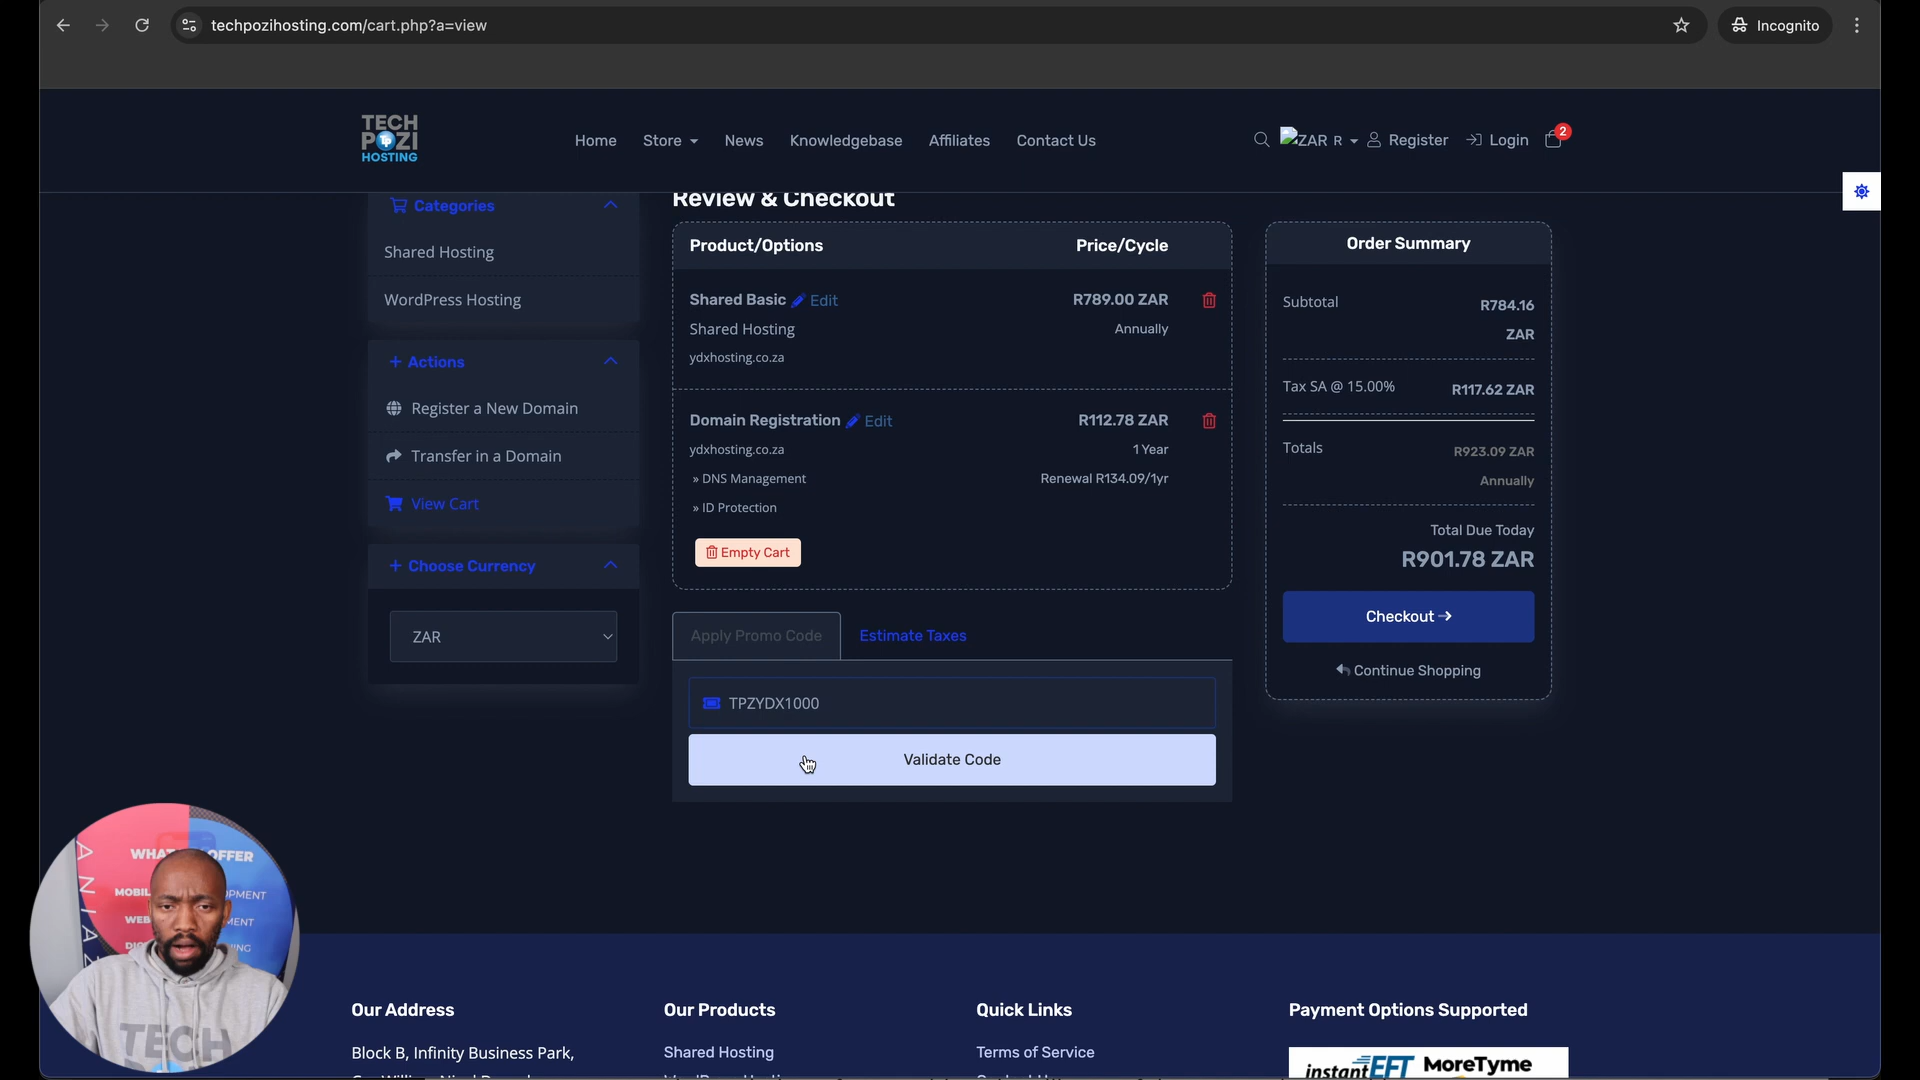 techpozihosting.com/cart.php?a=view
Incognito
TECH
POZI
HOSTING
Home
Store
News
Knowledgebase
Affiliates
Contact Us
ZAR R
Register
Login
2
Categories
Shared Hosting
WordPress Hosting
+ Actions
Register a New Domain
Transfer in a Domain
View Cart
+ Choose Currency
ZAR
Review & Checkout
Product/Options Price/Cycle
Shared Basic Edit R789.00 ZAR
Shared Hosting Annually
ydxhosting.co.za
Domain Registration Edit R112.78 ZAR
ydxhosting.co.za 1 Year
» DNS Management Renewal R134.09/1yr
» ID Protection
Empty Cart
Apply Promo Code Estimate Taxes
TPZYDX1000
Validate Code
Order Summary
Subtotal R784.16
ZAR
Tax SA @ 15.00% R117.62 ZAR
Totals R923.09 ZAR
Annually
Total Due Today
R901.78 ZAR
Checkout
Continue Shopping
TECH
Our Address
Block B, Infinity Business Park,
Our Products
Shared Hosting
Quick Links
Terms of Service
Payment Options Supported
instantEFT MoreTyme